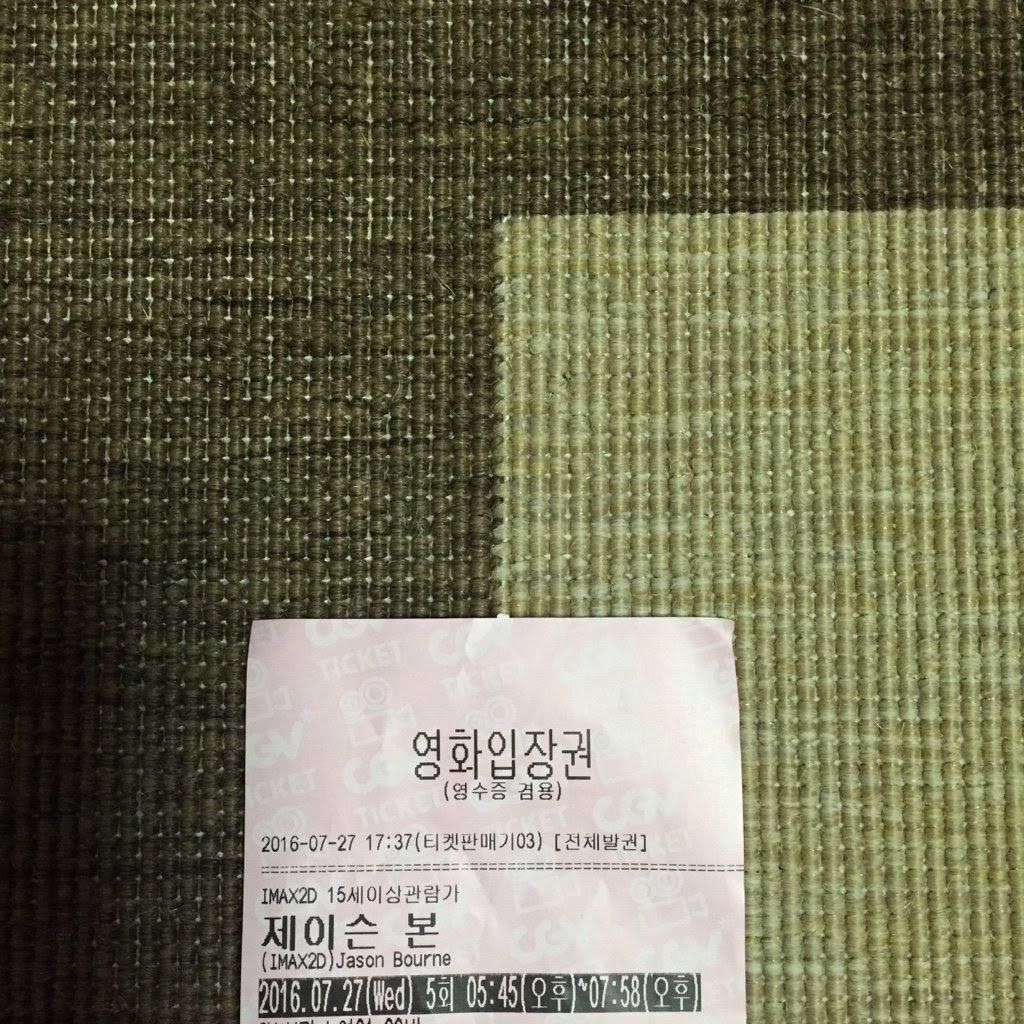 영화입장권
(영수증 겸용)
2016-07-27 17:37(티켓판매기03) [전체발권]
IMAX2D 15세이상관람가
제이슨 본
(IMAX2D)Jason Bourne
2016.07.27(Wed) 5회 05:45(오후)~07:58(오후)